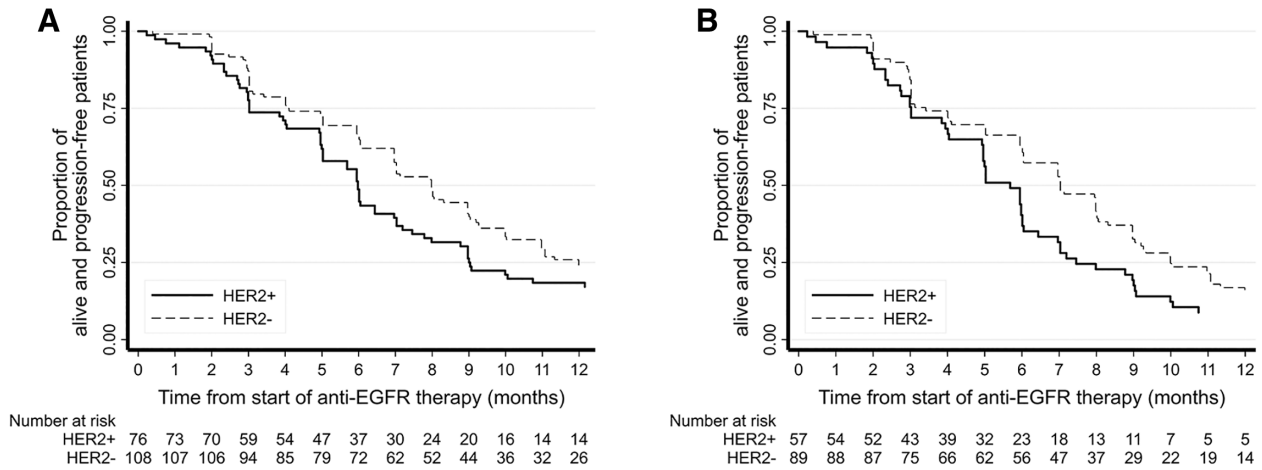 A
Proportion of
alive and progression-free patients
1.00
0.75
0.50
0.25
0.00
HER2+
HER2-
0 1 2 3 4 5 6 7 8 9 10 11 12
Time from start of anti-EGFR therapy (months)
Number at risk
HER2+ 76 73 70 59 54 47 37 30 24 20 16 14 14
HER2- 108 107 106 94 85 79 72 62 52 44 36 32 26
B
Proportion of
alive and progression-free patients
1.00
0.75
0.50
0.25
0.00
HER2+
HER2-
0 1 2 3 4 5 6 7 8 9 10 11 12
Time from start of anti-EGFR therapy (months)
Number at risk
HER2+ 57 54 52 43 39 32 23 18 13 11 7 5 5
HER2- 89 88 87 75 66 62 56 47 37 29 22 19 14